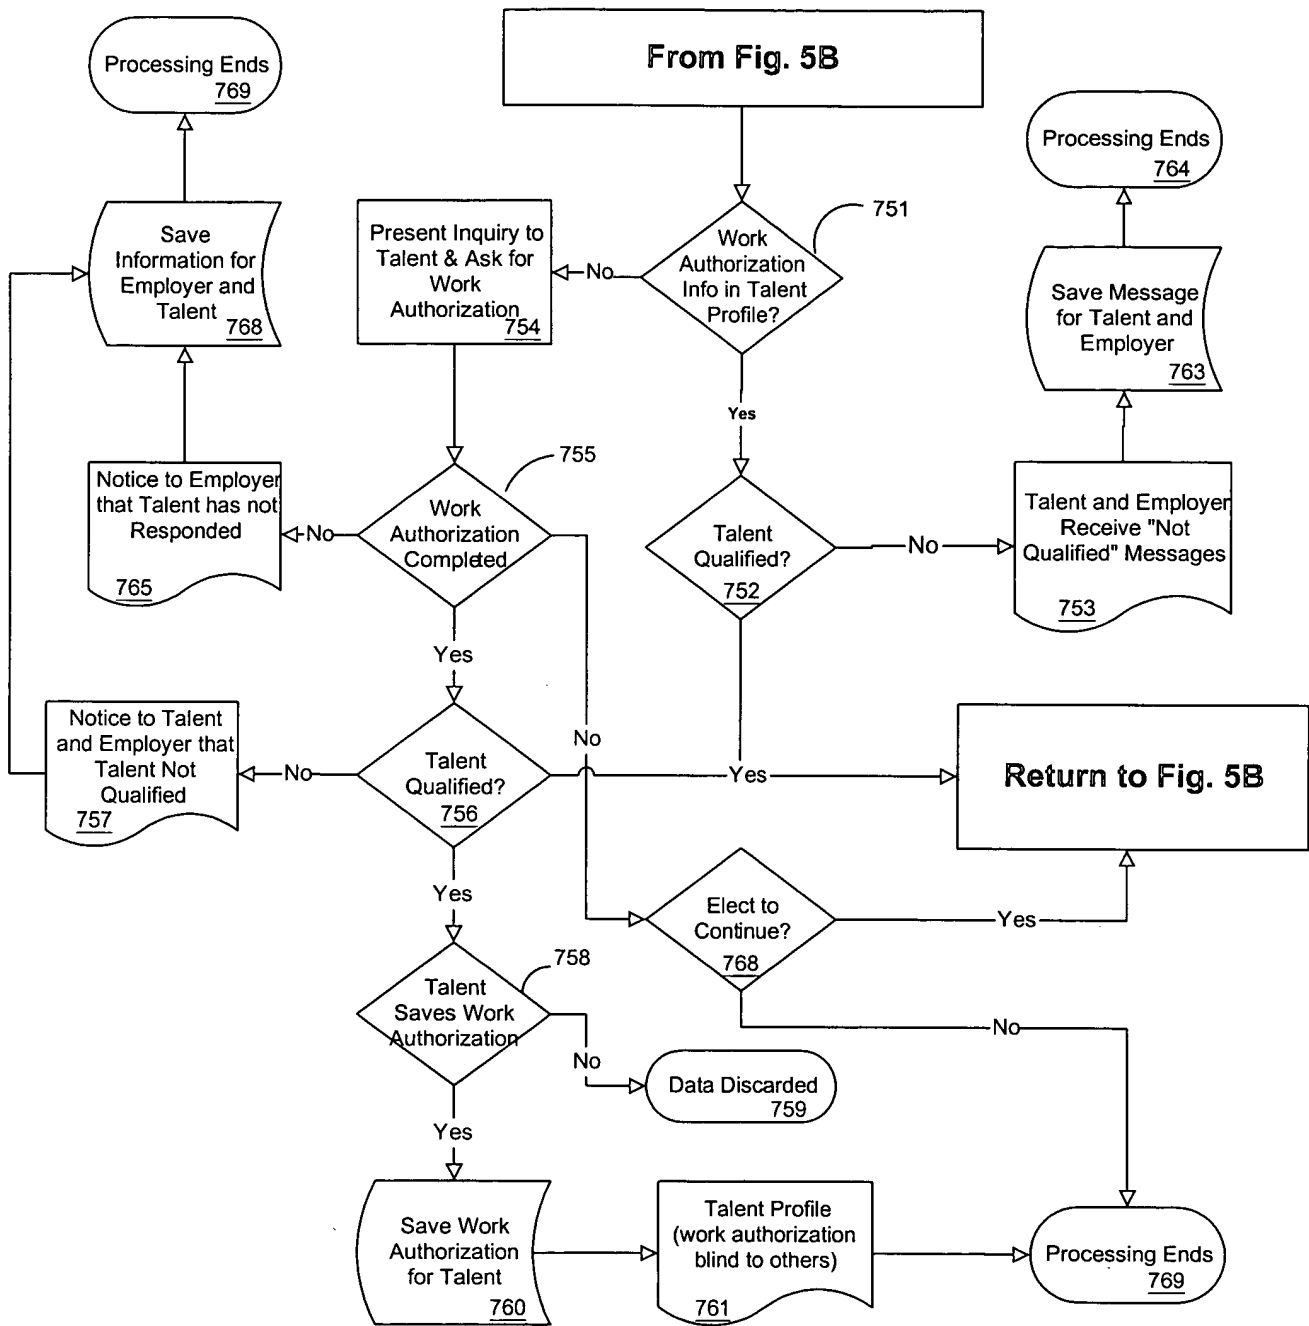 From Fig. 5B
Processing Ends
769
Processing Ends
764
751
Work
Authorization
Info in Talent
Profile?
No
Present Inquiry to
Talent & Ask for
Work
Authorization
754
Save
Information for
Employer and
Talent
768
Save Message
for Talent and
Employer
763
Yes
755
Work
Authorization
Completed
No
Notice to Employer
that Talent has not
Responded
765
Talent
Qualified?
752
No
Talent and Employer
Receive "Not
Qualified" Messages
753
Yes
No
Yes
Notice to Talent
and Employer that
Talent Not
Qualified
757
No
Talent
Qualified?
756
Return to Fig. 5B
Yes
Elect to
Continue?
768
Yes
No
758
Talent
Saves Work
Authorization
No
Data Discarded
759
Yes
Save Work
Authorization
for Talent
760
Talent Profile
(work authorization
blind to others)
761
Processing Ends
769